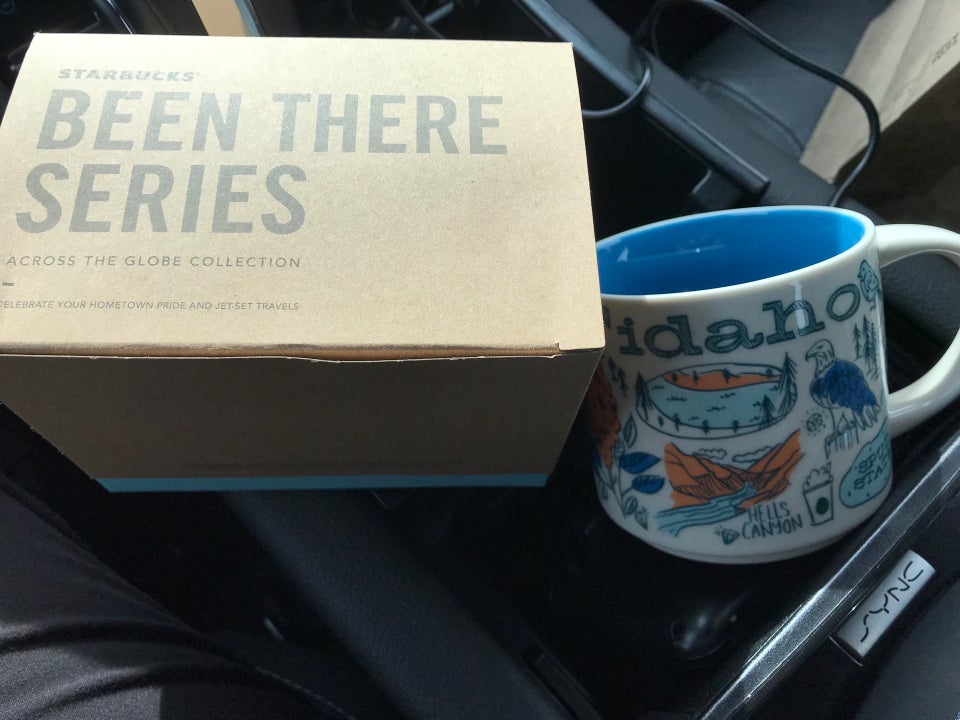 STARBUCKS
BEEN THERE
SERIES
ACROSS THE GLOBE COLLECTION
CELEBRATE YOUR HOMETOWN PRIDE AND JET-SET TRAVELS
idaho
HELLS
CANYON
SYNC